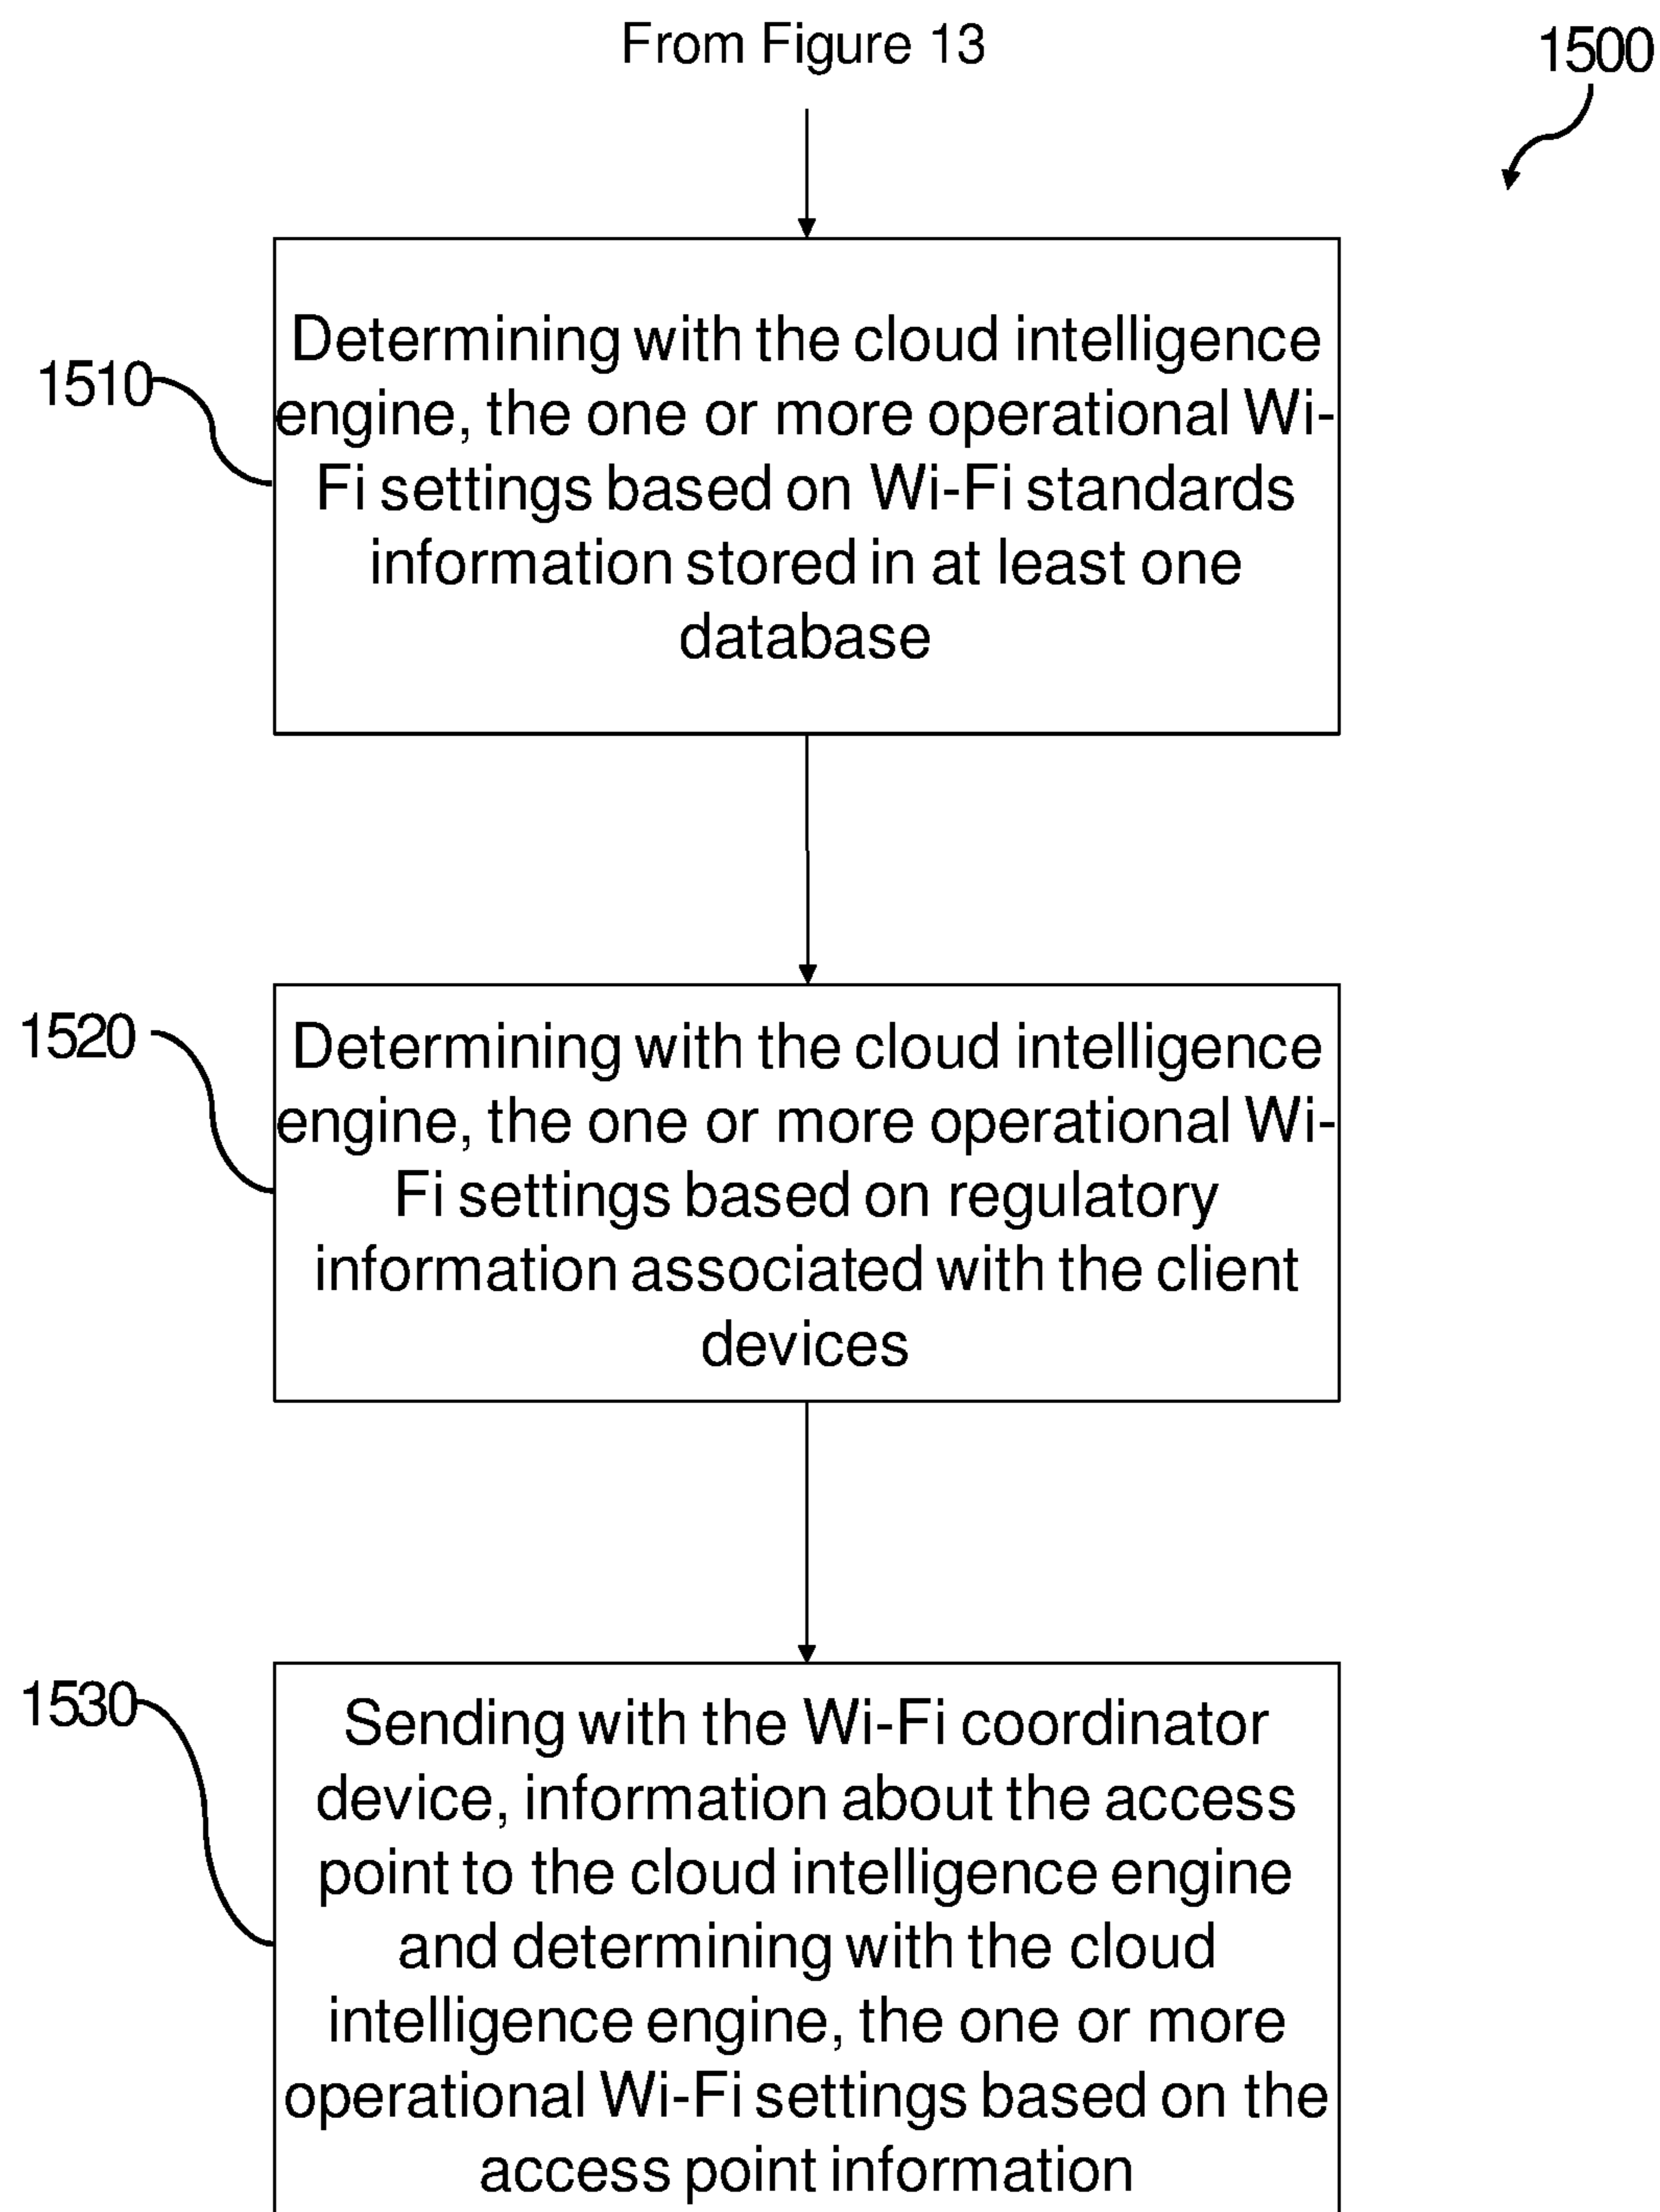 From Figure 13
1500
1510
Determining with the cloud intelligence
engine, the one or more operational Wi-
Fi settings based on Wi-Fi standards
information stored in at least one
database
1520
Determining with the cloud intelligence
engine, the one or more operational Wi-
Fi settings based on regulatory
information associated with the client
devices
1530
Sending with the Wi-Fi coordinator
device, information about the access
point to the cloud intelligence engine
and determining with the cloud
intelligence engine, the one or more
operational Wi-Fi settings based on the
access point information